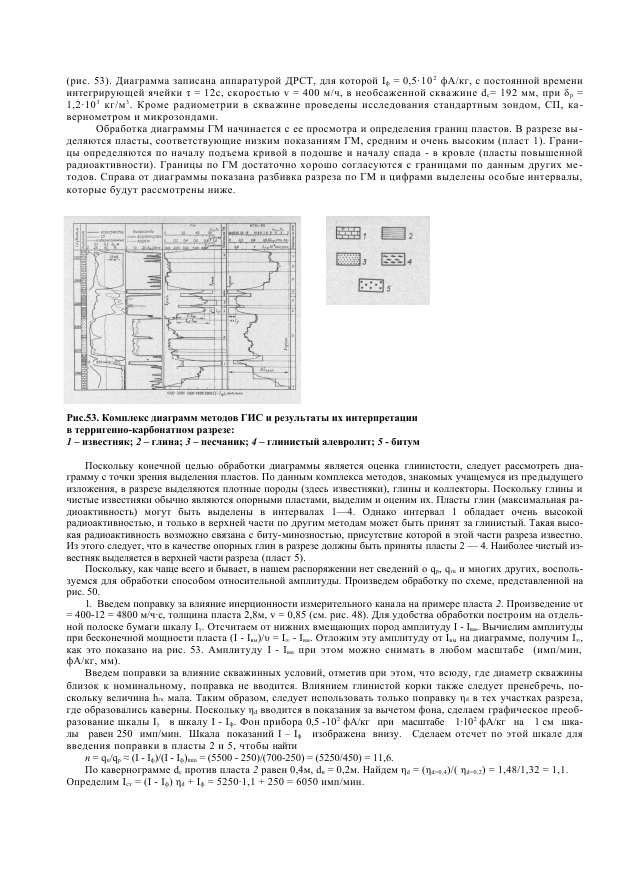 (рис. 53). Диаграмма записана аппаратурой ДРСТ, для которой Iф = 0,5·10² фА/кг, с постоянной времени
интегрирующей ячейки τ = 12с, скоростью v = 400 м/ч, в необсаженной скважине dс= 192 мм, при δр =
1,2·10³ кг/м³. Кроме радиометрии в скважине проведены исследования стандартным зондом, СП, ка-
вернометром и микрозондами.
Обработка диаграммы ГМ начинается с ее просмотра и определения границ пластов. В разрезе вы-
деляются пласты, соответствующие низким показаниям ГМ, средним и очень высоким (пласт 1). Грани-
цы определяются по началу подъема кривой в подошве и началу спада - в кровле (пласты повышенной
радиоактивности). Границы по ГМ достаточно хорошо согласуются с границами по данным других ме-
тодов. Справа от диаграммы показана разбивка разреза по ГМ и цифрами выделены особые интервалы,
которые будут рассмотрены ниже.
1 2
3 4
5
Рис.53. Комплекс диаграмм методов ГИС и результаты их интерпретации
в терригенно-карбонатном разрезе:
1 – известняк; 2 – глина; 3 – песчаник; 4 – глинистый алевролит; 5 - битум
Поскольку конечной целью обработки диаграммы является оценка глинистости, следует рассмотреть диа-
грамму с точки зрения выделения пластов. По данным комплекса методов, знакомых учащемуся из предыдущего
изложения, в разрезе выделяются плотные породы (здесь известняки), глины и коллекторы. Поскольку глины и
чистые известняки обычно являются опорными пластами, выделим и оценим их. Пласты глин (максимальная ра-
диоактивность) могут быть выделены в интервалах 1—4. Однако интервал 1 обладает очень высокой
радиоактивностью, и только в верхней части по другим методам может быть принят за глинистый. Такая высо-
кая радиоактивность возможна связана с биту-минозностью, присутствие которой в этой части разреза известно.
Из этого следует, что в качестве опорных глин в разрезе должны быть приняты пласты 2 — 4. Наиболее чистый из-
вестняк выделяется в верхней части разреза (пласт 5).
Поскольку, как чаще всего и бывает, в нашем распоряжении нет сведений о qр, qгл и многих других, восполь-
зуемся для обработки способом относительной амплитуды. Произведем обработку по схеме, представленной на
рис. 50.
1. Введем поправку за влияние инерционности измерительного канала на примере пласта 2. Произведение υτ
= 400-12 = 4800 м/ч·с, толщина пласта 2,8м, ν = 0,85 (см. рис. 48). Для удобства обработки построим на отдель-
ной полоске бумаги шкалу Iγ. Отсчитаем от нижних вмещающих пород амплитуду I - Iвм. Вычислим амплитуды
при бесконечной мощности пласта (I - Iвм)/υ = I∞ - Iвм. Отложим эту амплитуду от Iвм на диаграмме, получим I∞,
как это показано на рис. 53. Амплитуду I - Iвм при этом можно снимать в любом масштабе (имп/мин,
фА/кг, мм).
Введем поправки за влияние скважинных условий, отметив при этом, что всюду, где диаметр скважины
близок к номинальному, поправка не вводится. Влиянием глинистой корки также следует пренебречь, по-
скольку величина hгк мала. Таким образом, следует использовать только поправку ηd в тех участках разреза,
где образовались каверны. Поскольку ηd вводится в показания за вычетом фона, сделаем графическое преоб-
разование шкалы Iγ в шкалу I - Iф. Фон прибора 0,5 -10² фА/кг при масштабе 1·10² фА/кг на 1 см шка-
лы равен 250 имп/мин. Шкала показаний I – Iф изображена внизу. Сделаем отсчет по этой шкале для
введения поправки в пласты 2 и 5, чтобы найти
n = qп/qр ≈ (I - Iф)/(I - Iф)min = (5500 - 250)/(700-250) = (5250/450) = 11,6.
По кавернограмме dс против пласта 2 равен 0,4м, dн = 0,2м. Найдем ηd = (ηd=0,4)/( ηd=0,2) = 1,48/1,32 = 1,1.
Определим Iст = (I - Iф) ηd + Iф = 5250·1,1 + 250 = 6050 имп/мин.